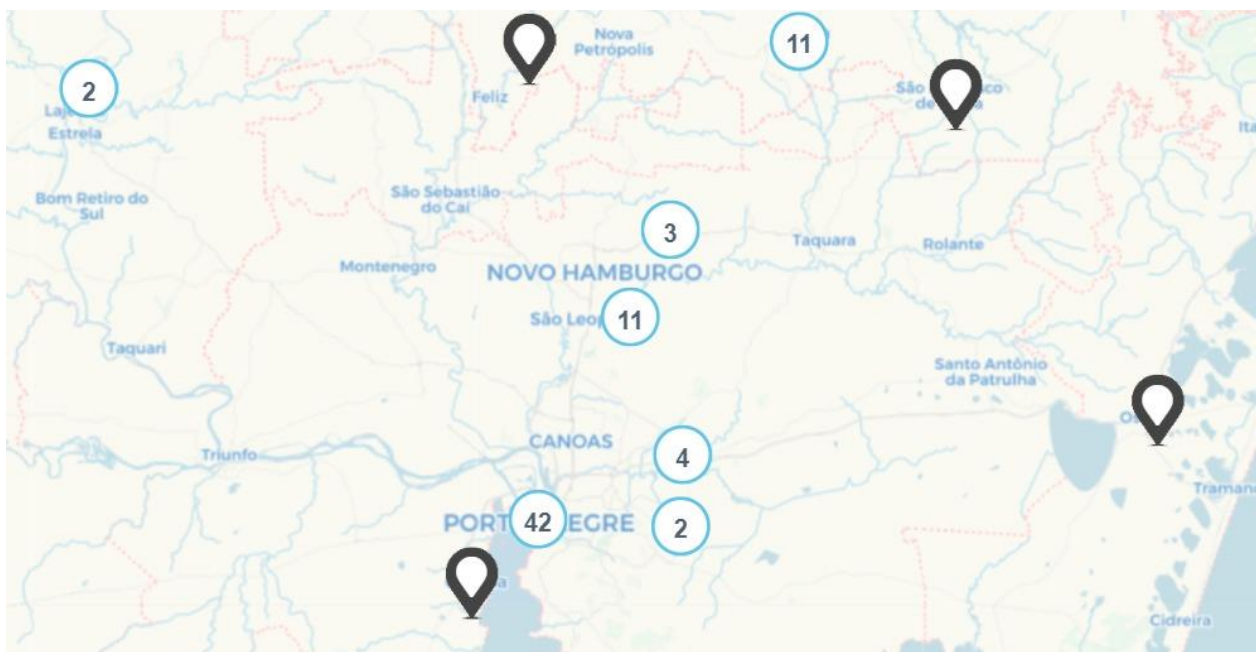 Nova
Petrópolis
11
2
Feliz
Estrela
São Sebastião
do Caí
Bom Retiro do
Sul
3
Taquara
Rolante
Montenegro
NOVO HAMBURGO
11
Taquari
Santo Antônio
da Patrulha
CANOAS
4
Triunfo
Tramand
42
2
Cidreira